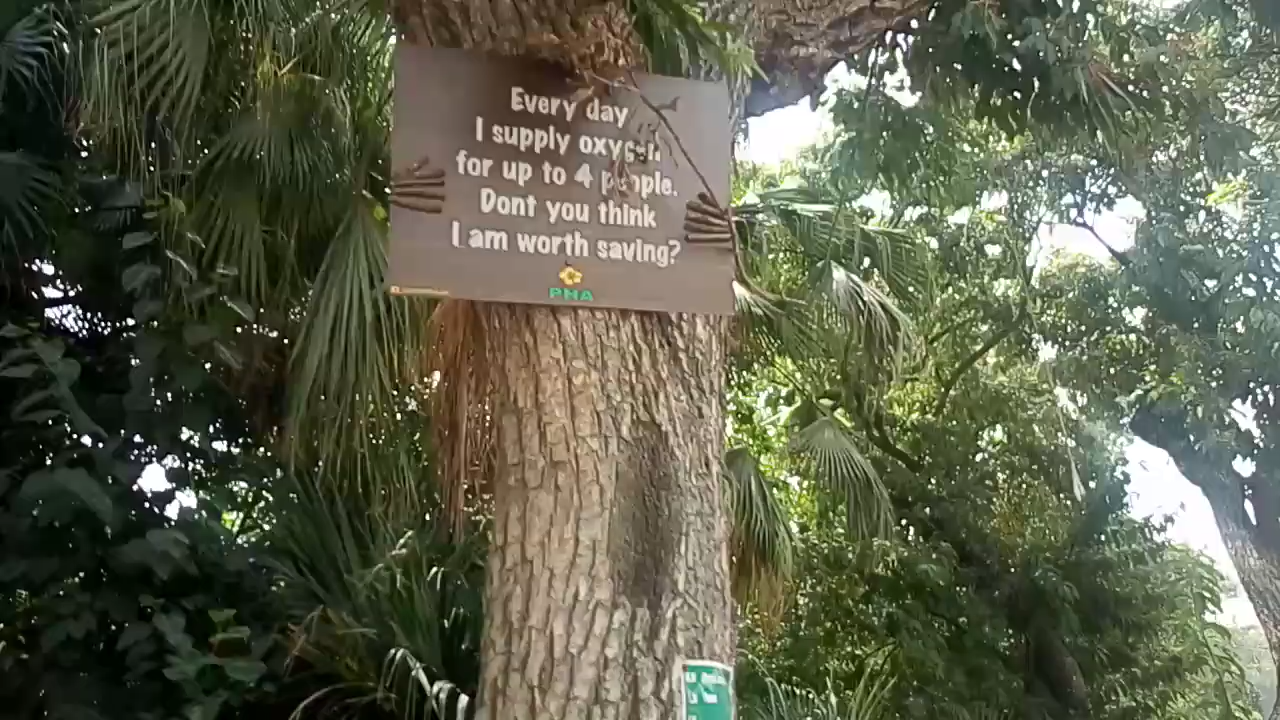 Every day
I supply oxygen
for up to 4 people.
Dont you think
I am worth saving?
PHA